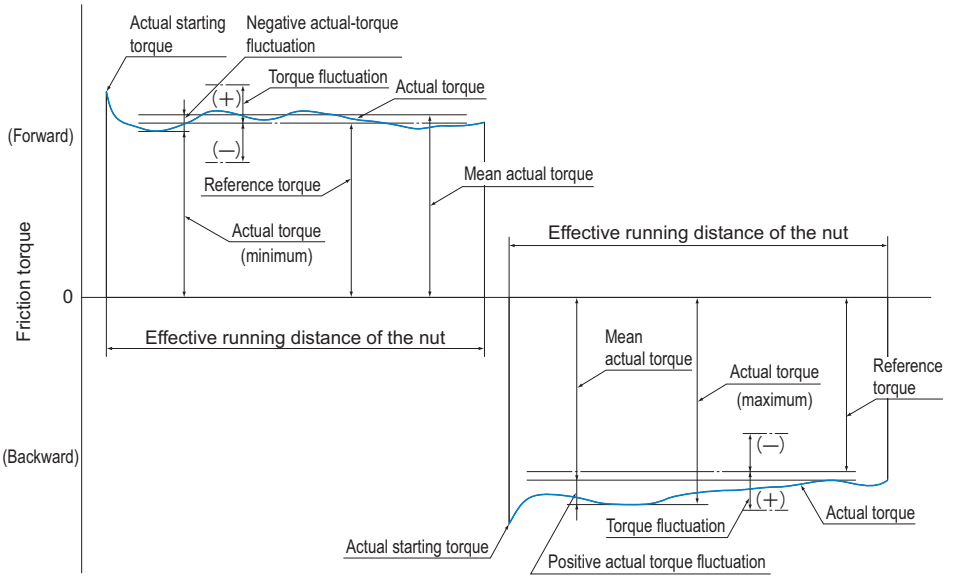 Actual starting
torque
Negative actual-torque
fluctuation
Torque fluctuation
Actual torque
(+)
(Forward)
(—)
Reference torque
Mean actual torque
Actual torque
(minimum)
Effective running distance of the nut
Friction torque
0
Effective running distance of the nut
Mean
actual torque
Actual torque
(maximum)
Reference
torque
(Backward)
(—)
(+)
Torque fluctuation
Actual torque
Actual starting torque
Positive actual torque fluctuation